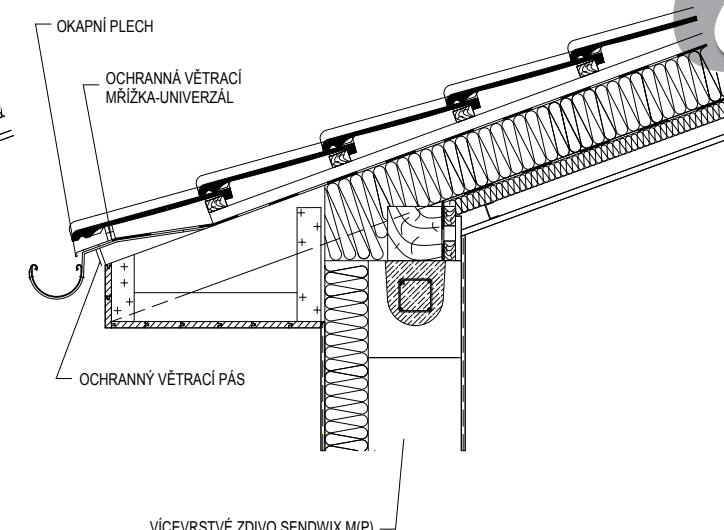 OKAPNÍ PLECH
OCHRANNÁ VĚTRACÍ
MŘÍŽKA-UNIVERZÁL
OCHRANNÝ VĚTRACÍ PÁS
VÍCEVRSTVÉ ZDIVO SENDWIX M(P)